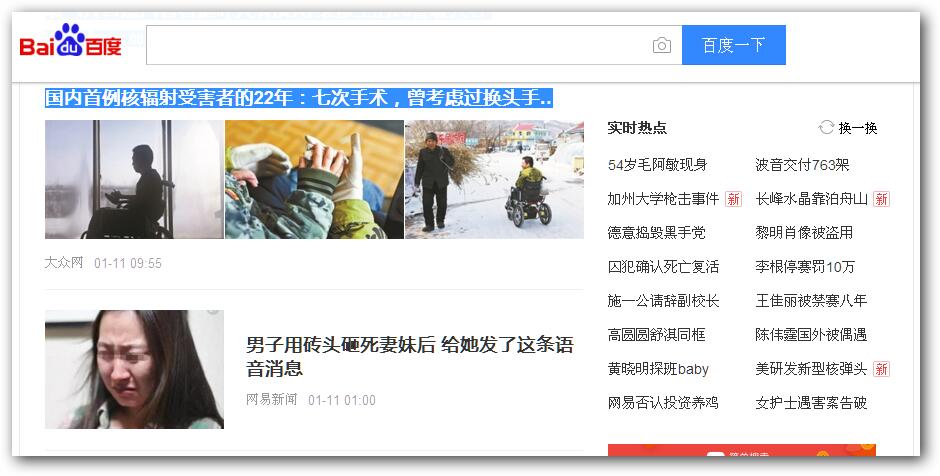 Bai du 百度
百度一下
国内首例核辐射受害者的22年：七次手术，曾考虑过换头手..
大众网 01-11 09:55
男子用砖头砸死妻妹后 给她发了这条语
音消息
网易新闻 01-11 01:00
实时热点 换一换
54岁毛阿敏现身 波音交付763架
加州大学枪击事件 新 长峰水晶靠泊舟山 新
德意捣毁黑手党 黎明肖像被盗用
囚犯确认死亡复活 李根停赛罚10万
施一公请辞副校长 王佳丽被禁赛八年
高圆圆舒淇同框 陈伟霆国外被偶遇
黄晓明探班baby 美研发新型核弹头 新
网易否认投资养鸡 女护士遇害案告破